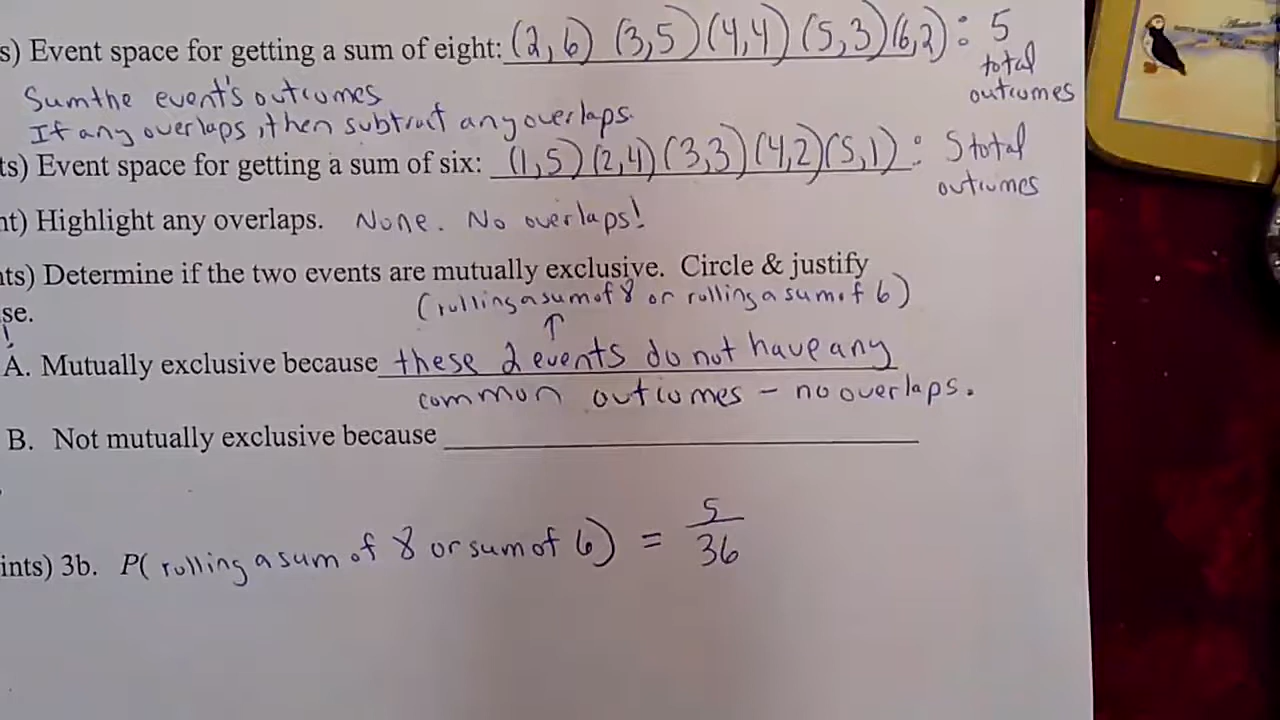 s) Event space for getting a sum of eight: (2,6) (3,5) (4,4) (5,3) (6,2) : 5
total
outcomes
Sum the event's outcomes
If any overlaps, then subtract any overlaps.
ts) Event space for getting a sum of six: (1,5) (2,4) (3,3) (4,2) (5,1) : 5 total
outcomes
nt) Highlight any overlaps. None. No overlaps!
nts) Determine if the two events are mutually exclusive. Circle & justify
(rolling a sum of 8 or rolling a sum of 6)
se.
A. Mutually exclusive because these 2 events do not have any
common outcomes - no overlaps.
B. Not mutually exclusive because
ints) 3b. P( rolling a sum of 8 or sum of 6) = 5/36